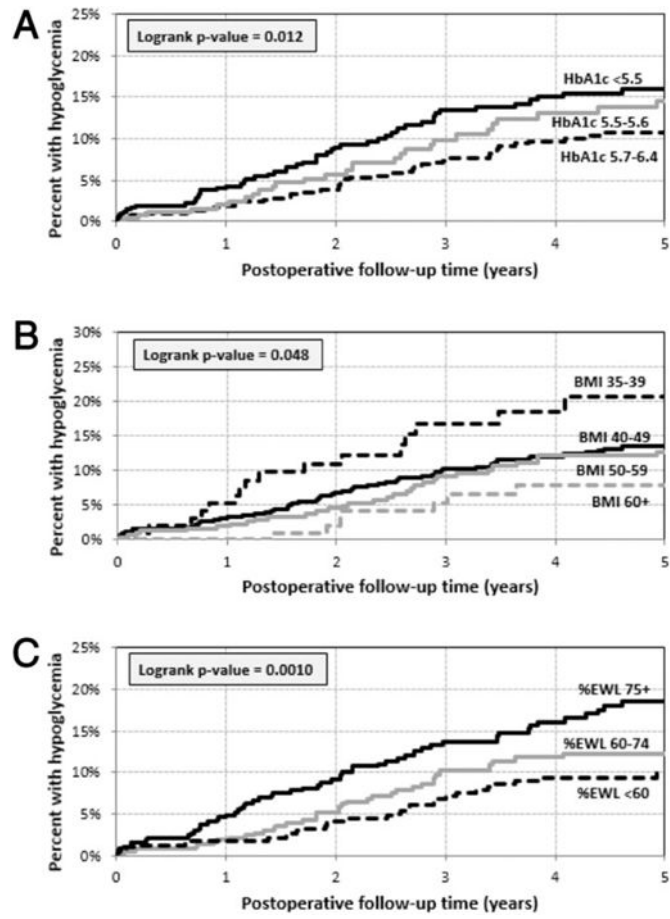 A
Logrank p-value = 0.012
Percent with hypoglycemia
25%
20%
15%
10%
5%
0%
HbA1c <5.5
HbA1c 5.5-5.6
HbA1c 5.7-6.4
0 1 2 3 4 5
Postoperative follow-up time (years)
B
Logrank p-value = 0.048
Percent with hypoglycemia
30%
25%
20%
15%
10%
5%
0%
BMI 35-39
BMI 40-49
BMI 50-59
BMI 60+
0 1 2 3 4 5
Postoperative follow-up time (years)
C
Logrank p-value = 0.0010
Percent with hypoglycemia
25%
20%
15%
10%
5%
0%
%EWL 75+
%EWL 60-74
%EWL <60
0 1 2 3 4 5
Postoperative follow-up time (years)